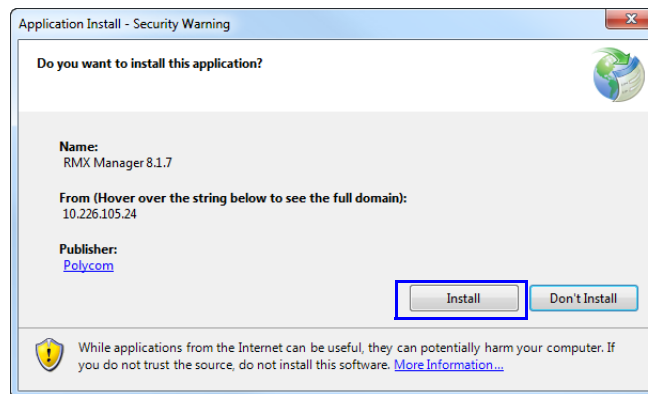 Application Install - Security Warning
Do you want to install this application?
Name:
RMX Manager 8.1.7
From (Hover over the string below to see the full domain):
10.226.105.24
Publisher:
Polycom
Install
Don't Install
While applications from the Internet can be useful, they can potentially harm your computer. If
you do not trust the source, do not install this software. More Information...